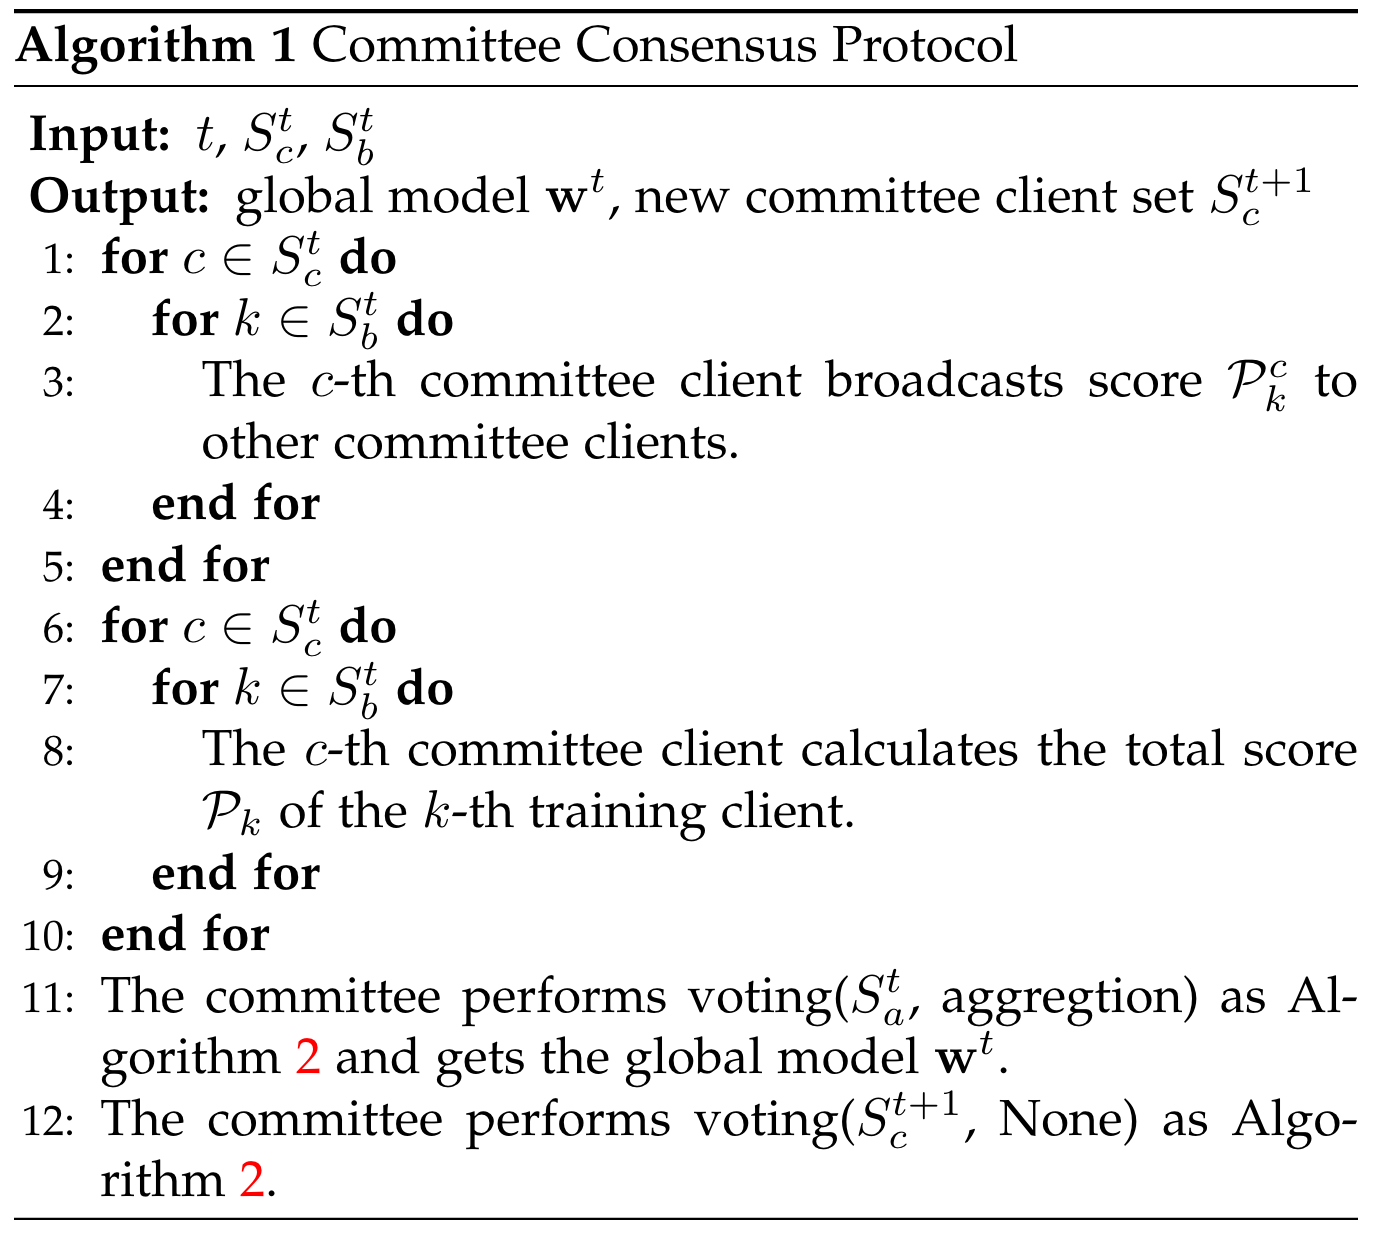 Algorithm 1 Committee Consensus Protocol
Input: $t$, $S_c^t$, $S_b^t$
Output: global model $\mathbf{w}^t$, new committee client set $S_c^{t+1}$
1: for $c \in S_c^t$ do
2: for $k \in S_b^t$ do
3: The $c$-th committee client broadcasts score $\mathcal{P}_k^c$ to
other committee clients.
4: end for
5: end for
6: for $c \in S_c^t$ do
7: for $k \in S_b^t$ do
8: The $c$-th committee client calculates the total score
$\mathcal{P}_k$ of the $k$-th training client.
9: end for
10: end for
11: The committee performs voting($S_a^t$, aggregtion) as Al-
gorithm 2 and gets the global model $\mathbf{w}^t$.
12: The committee performs voting($S_c^{t+1}$, None) as Algo-
rithm 2.